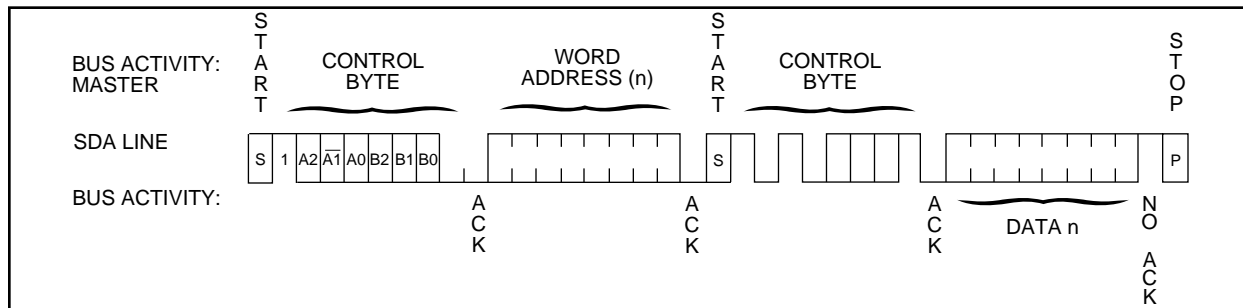 START
BUS ACTIVITY:
MASTER
CONTROL
BYTE
WORD
ADDRESS (n)
START
CONTROL
BYTE
STOP
SDA LINE
S 1 A2 A̅1̅ A0 B2 B1 B0
S
P
BUS ACTIVITY:
ACK
ACK
ACK
DATA n
NO ACK